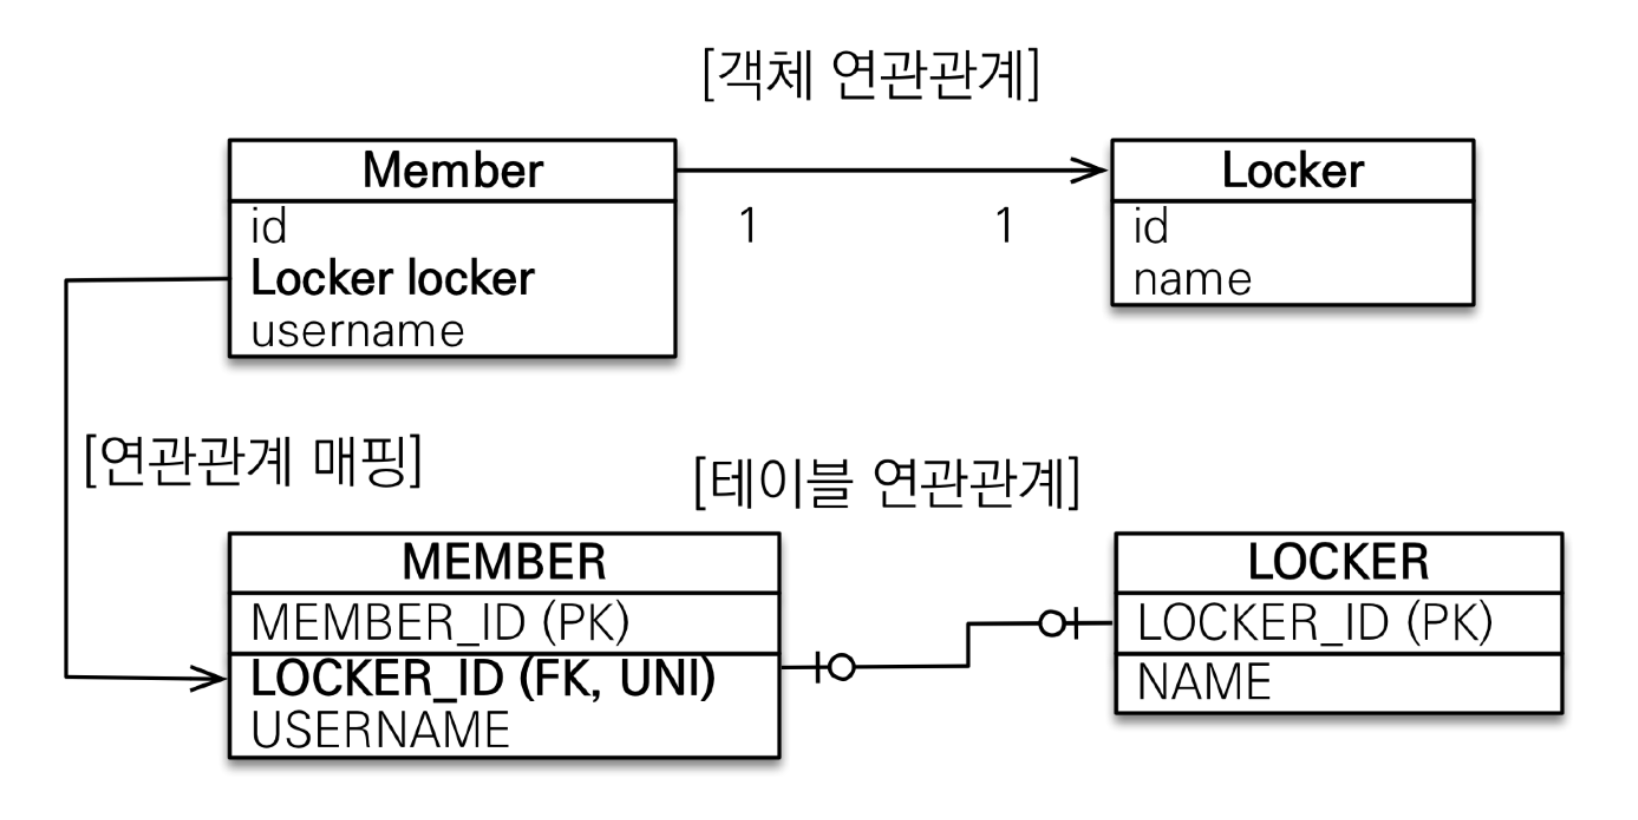 [객체 연관관계]
Member
id
Locker locker
username
1
1
Locker
id
name
[연관관계 매핑]
[테이블 연관관계]
MEMBER
MEMBER_ID (PK)
LOCKER_ID (FK, UNI)
USERNAME
LOCKER
LOCKER_ID (PK)
NAME